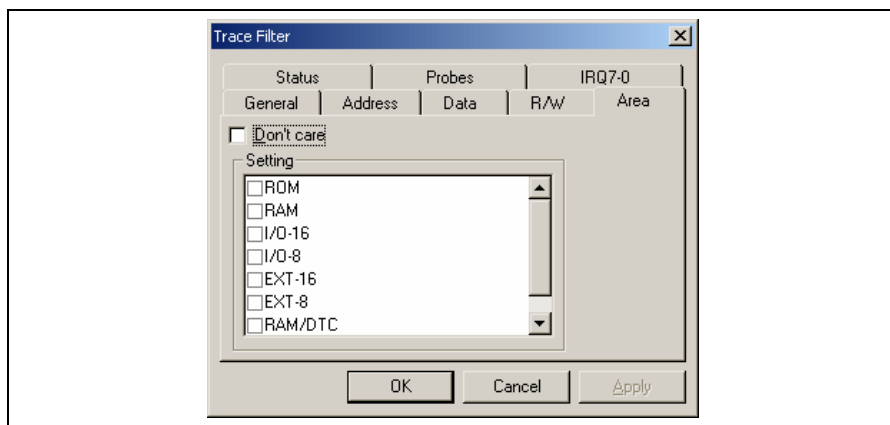 Trace Filter
Status Probes IRQ7-0
General Address Data R/W Area
Don't care
Setting
ROM
RAM
I/O-16
I/O-8
EXT-16
EXT-8
RAM/DTC
OK Cancel Apply